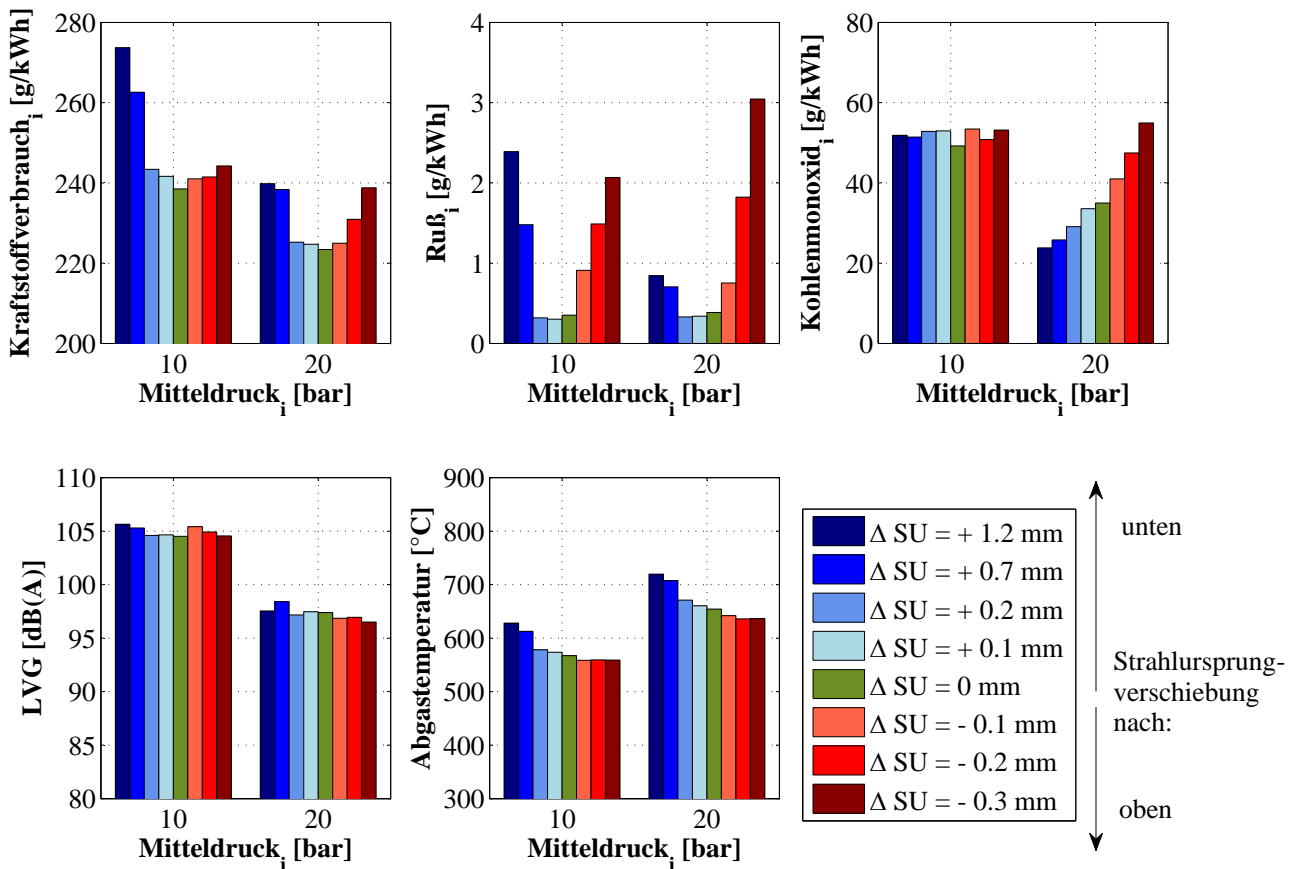 Kraftstoffverbrauch_i [g/kWh]
280
260
240
220
200
10 20
Mitteldruck_i [bar]
Ruß_i [g/kWh]
4
3
2
1
0
10 20
Mitteldruck_i [bar]
Kohlenmonoxid_i [g/kWh]
80
60
40
20
0
10 20
Mitteldruck_i [bar]
LVG [dB(A)]
110
105
100
95
90
85
80
10 20
Mitteldruck_i [bar]
Abgastemperatur [°C]
900
800
700
600
500
400
300
10 20
Mitteldruck_i [bar]
Δ SU = + 1.2 mm
Δ SU = + 0.7 mm
Δ SU = + 0.2 mm
Δ SU = + 0.1 mm
Δ SU = 0 mm
Δ SU = - 0.1 mm
Δ SU = - 0.2 mm
Δ SU = - 0.3 mm
unten
Strahlursprung-
verschiebung
nach:
oben